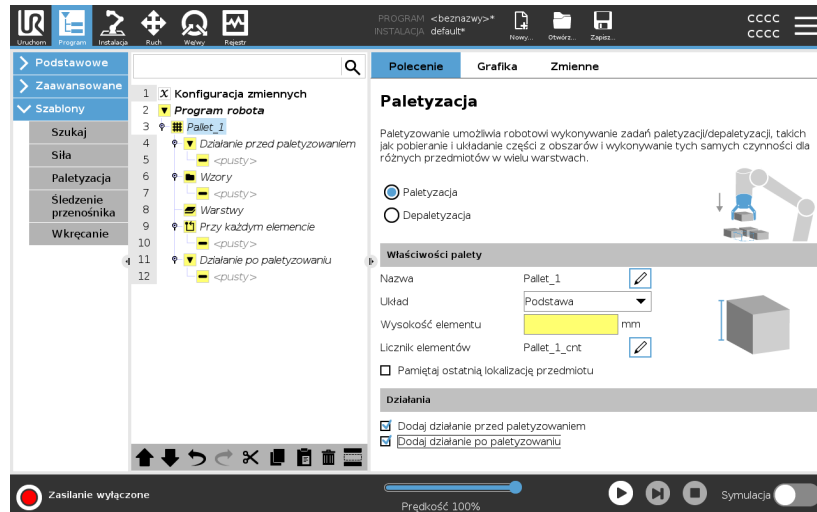 UR
Uruchom Program Instalacja Ruch We/wy Rejestr
PROGRAM <beznazwy>*
INSTALACJA default*
Nowy... Otwórz... Zapisz...
cccc
cccc
Podstawowe
Zaawansowane
Szablony
Szukaj
Siła
Paletyzacja
Śledzenie
przenośnika
Wkręcanie
1 X Konfiguracja zmiennych
2 Program robota
3 Pallet_1
4 Działanie przed paletyzowaniem
5 <pusty>
6 Wzory
7 <pusty>
8 Warstwy
9 Przy każdym elemencie
10 <pusty>
11 Działanie po paletyzowaniu
12 <pusty>
Polecenie Grafika Zmienne
Paletyzacja
Paletyzowanie umożliwia robotowi wykonywanie zadań paletyzacji/depaletyzacji, takich
jak pobieranie i układanie części z obszarów i wykonywanie tych samych czynności dla
różnych przedmiotów w wielu warstwach.
Paletyzacja
Depaletyzacja
Właściwości palety
Nazwa Pallet_1
Układ Podstawa
Wysokość elementu mm
Licznik elementów Pallet_1_cnt
Pamiętaj ostatnią lokalizację przedmiotu
Działania
Dodaj działanie przed paletyzowaniem
Dodaj działanie po paletyzowaniu
Zasilanie wyłączone
Prędkość 100%
Symulacja